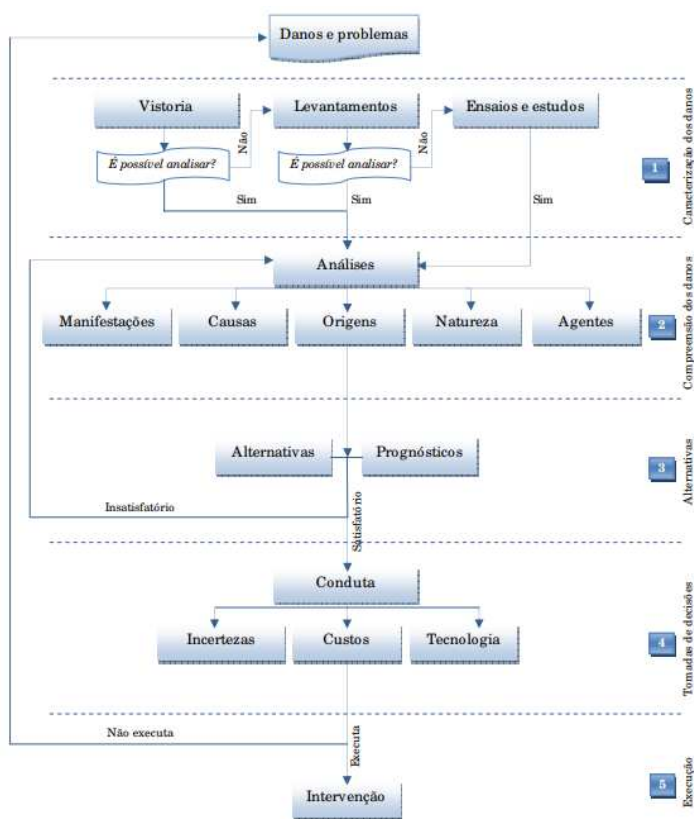 Danos e problemas
Vistoria
Levantamentos
Ensaios e estudos
Não
Não
É possível analisar?
É possível analisar?
1
Caracterização dos danos
Sim
Sim
Sim
Análises
Manifestações
Causas
Origens
Natureza
Agentes
2
Compreensão dos danos
Alternativas
Prognósticos
3
Alternativas
Insatisfatório
Satisfatório
Conduta
Incertezas
Custos
Tecnologia
4
Tomadas de decisões
Não executa
Executa
Intervenção
5
Execução